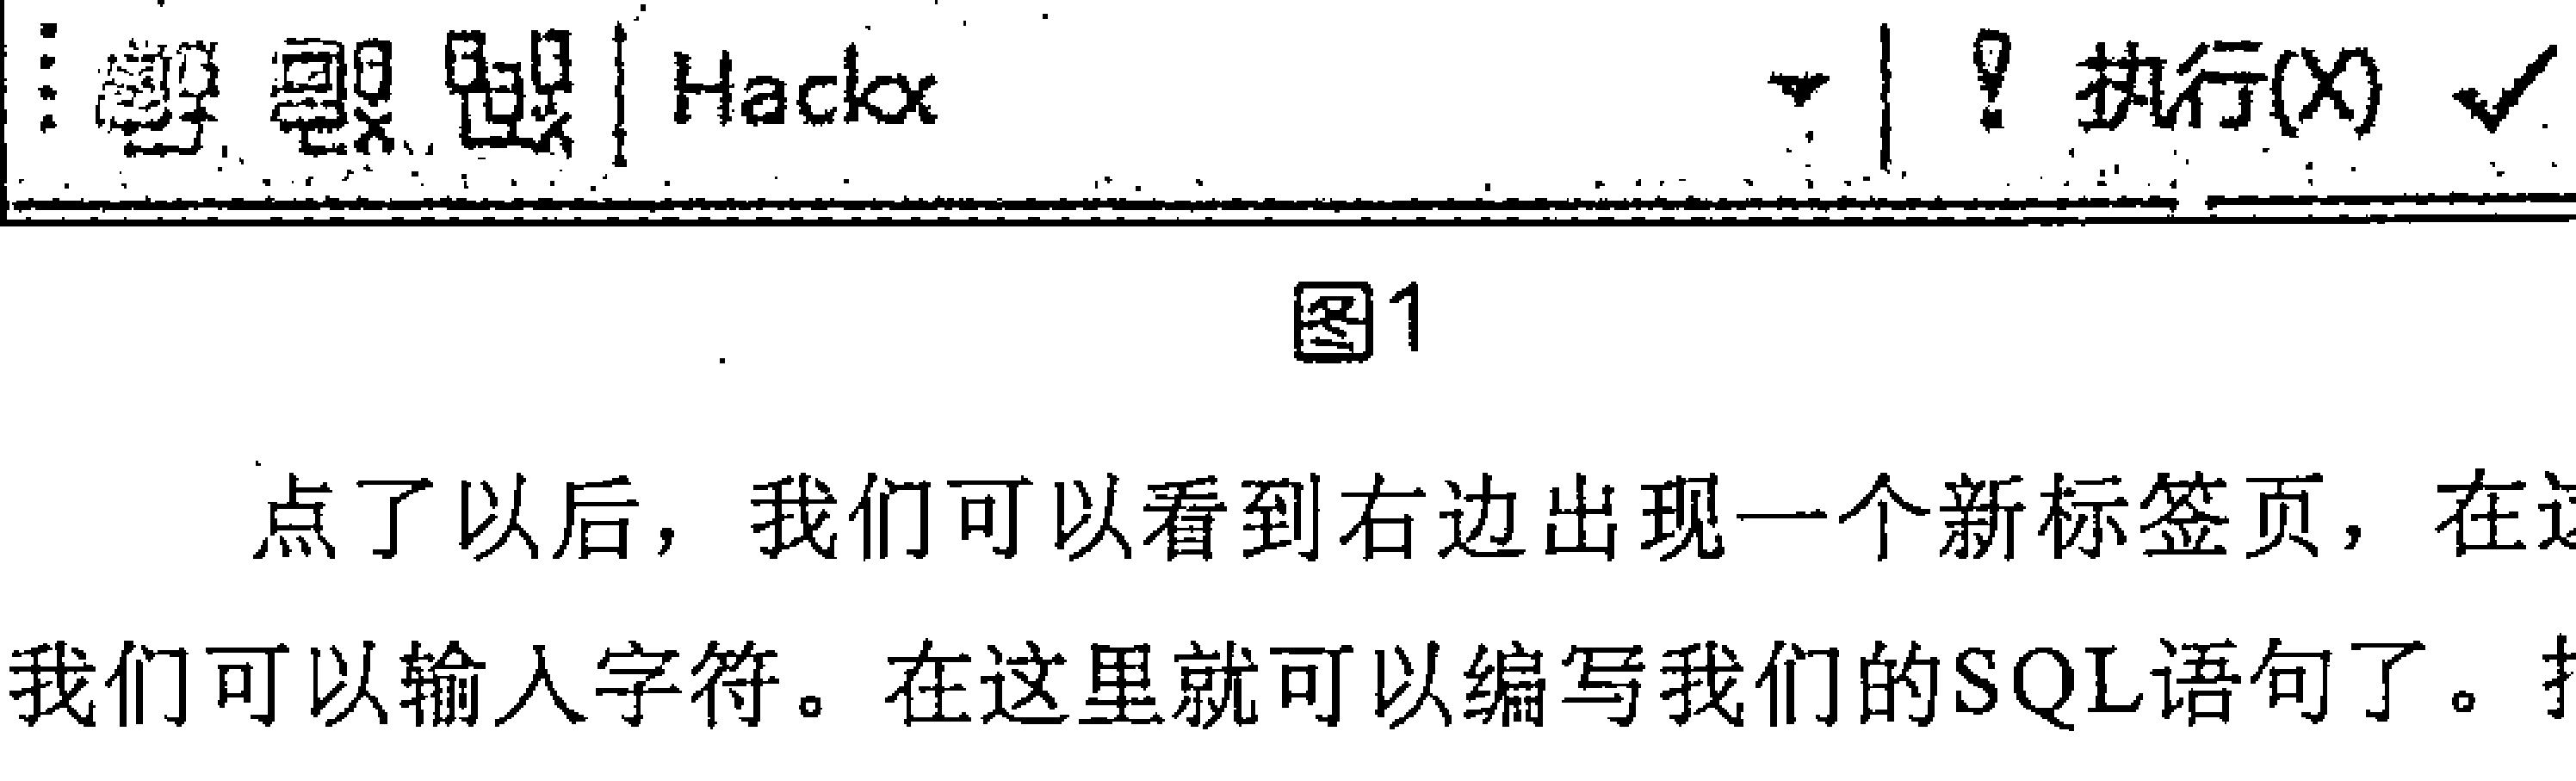 Hackx ! 执行(X)
图1
点了以后，我们可以看到右边出现一个新标签页，在
我们可以输入字符。在这里就可以编写我们的SQL语句了。